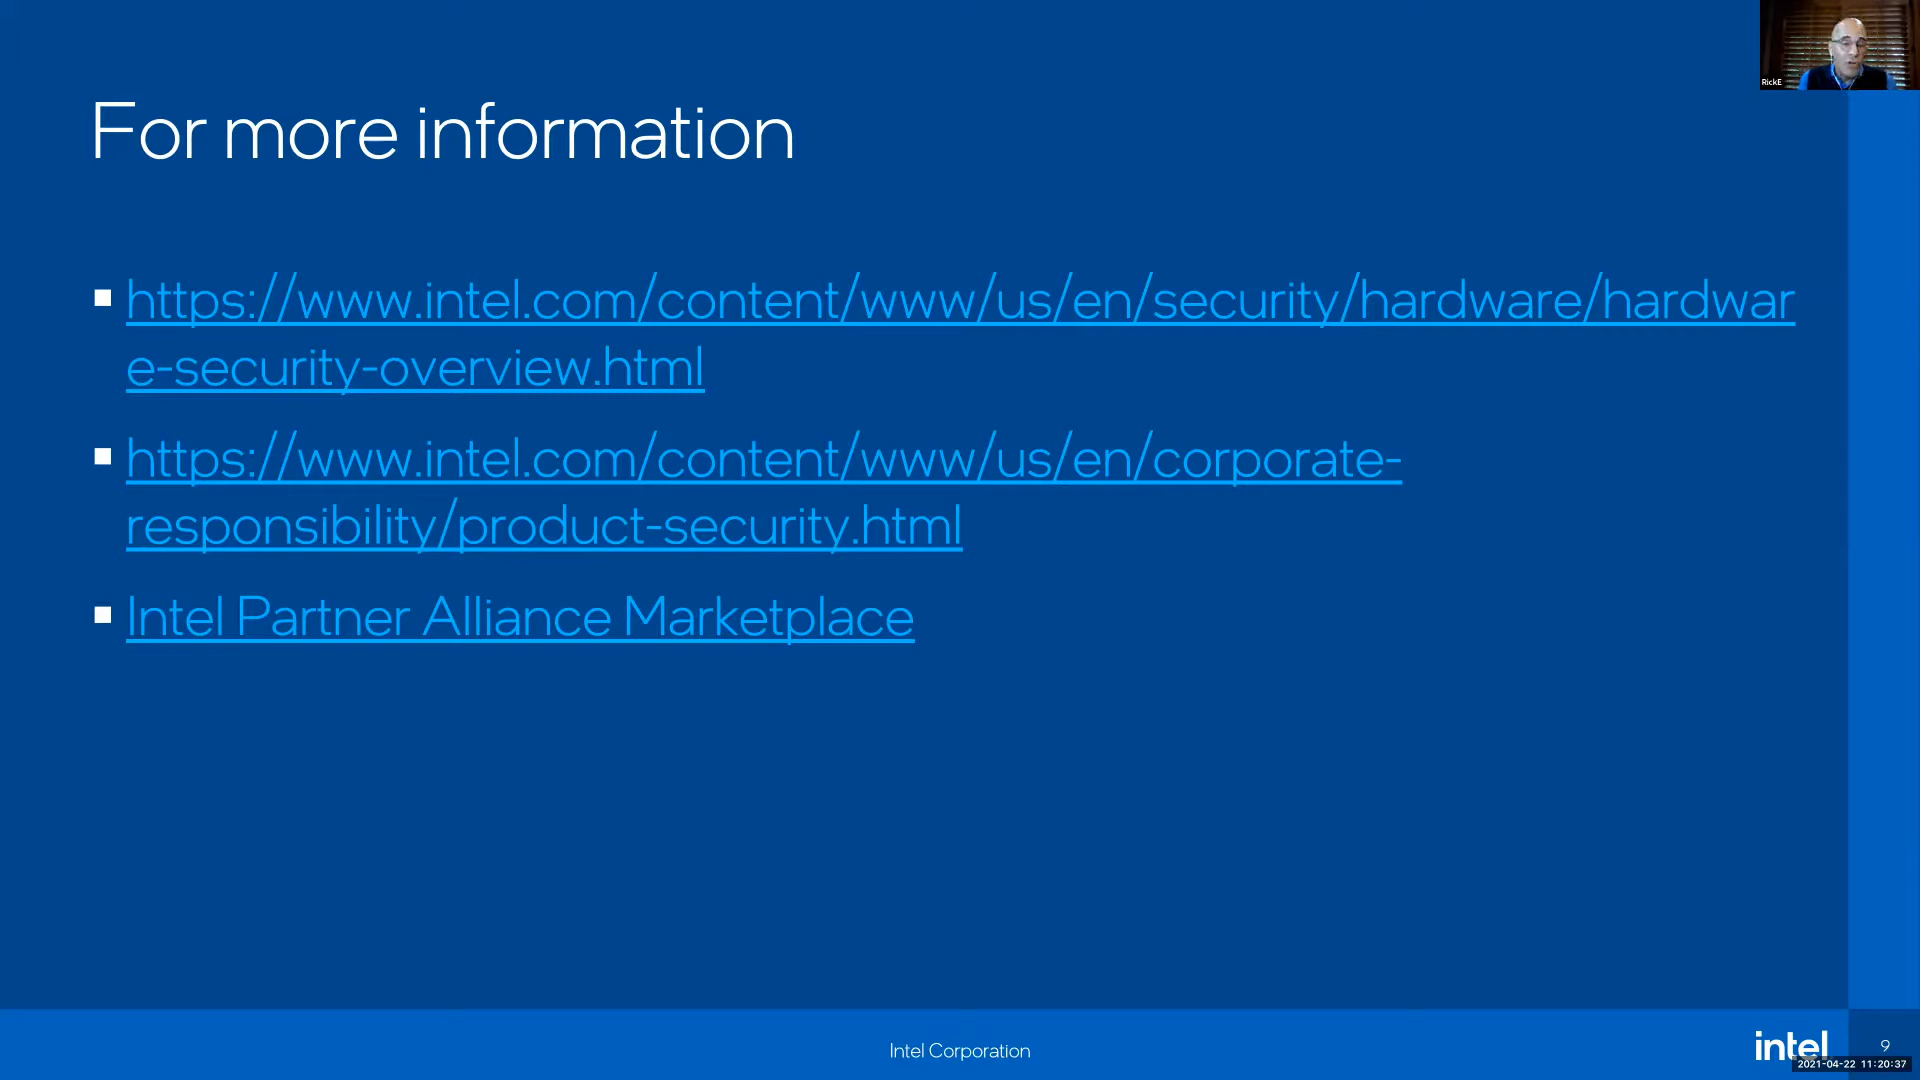 RickE
For more information
https://www.intel.com/content/www/us/en/security/hardware/hardwar
e-security-overview.html
https://www.intel.com/content/www/us/en/corporate-
responsibility/product-security.html
Intel Partner Alliance Marketplace
Intel Corporation
intel
9
2021-04-22 11:20:37